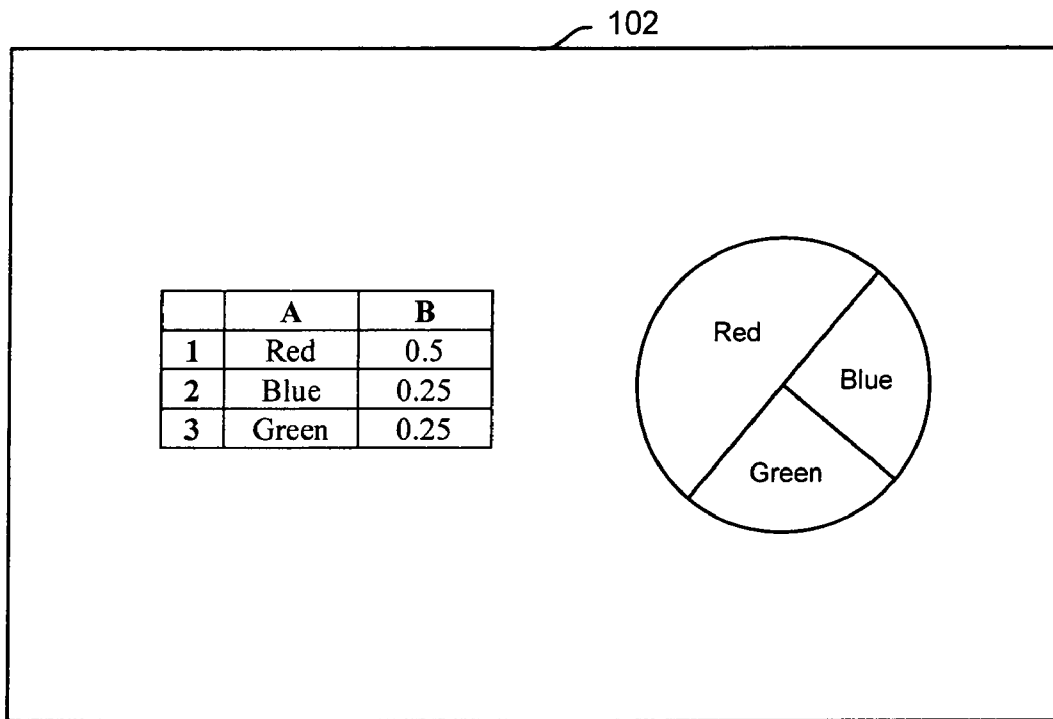 102
A B
1 Red 0.5
2 Blue 0.25
3 Green 0.25
Red
Blue
Green